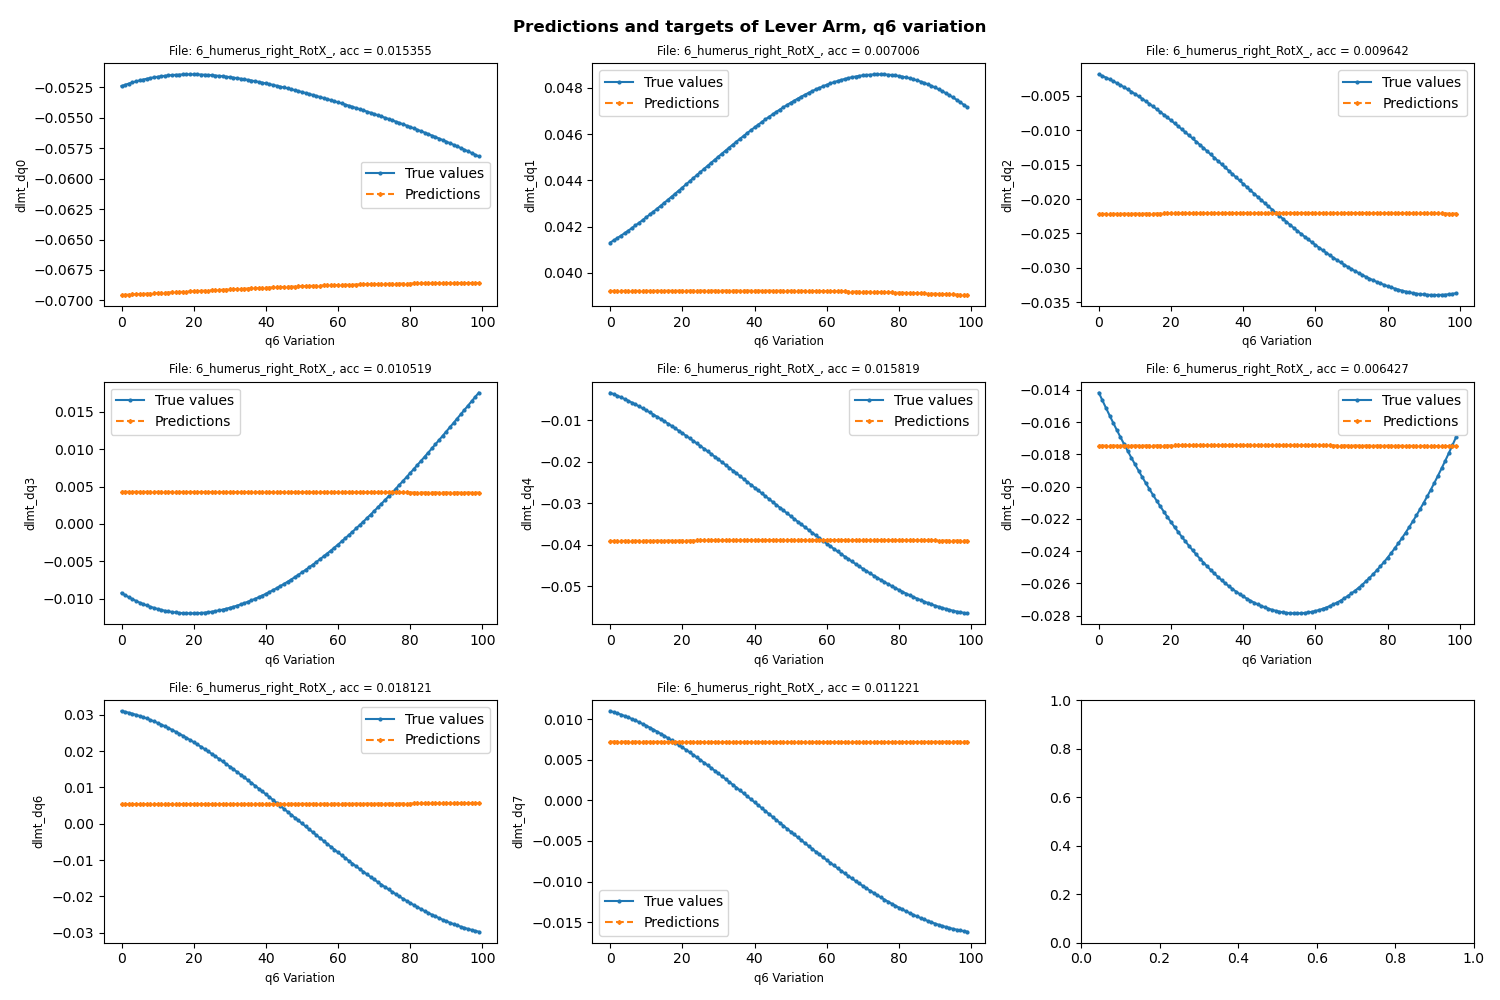 Predictions and targets of Lever Arm, q6 variation
File: 6_humerus_right_RotX_, acc = 0.015355
dlmt_dq0
−0.0525
−0.0550
−0.0575
−0.0600
−0.0625
−0.0650
−0.0675
−0.0700
True values
Predictions
0 20 40 60 80 100
q6 Variation
File: 6_humerus_right_RotX_, acc = 0.007006
dlmt_dq1
0.048
0.046
0.044
0.042
0.040
True values
Predictions
0 20 40 60 80 100
q6 Variation
File: 6_humerus_right_RotX_, acc = 0.009642
dlmt_dq2
−0.005
−0.010
−0.015
−0.020
−0.025
−0.030
−0.035
True values
Predictions
0 20 40 60 80 100
q6 Variation
File: 6_humerus_right_RotX_, acc = 0.010519
dlmt_dq3
0.015
0.010
0.005
0.000
−0.005
−0.010
True values
Predictions
0 20 40 60 80 100
q6 Variation
File: 6_humerus_right_RotX_, acc = 0.015819
dlmt_dq4
−0.01
−0.02
−0.03
−0.04
−0.05
True values
Predictions
0 20 40 60 80 100
q6 Variation
File: 6_humerus_right_RotX_, acc = 0.006427
dlmt_dq5
−0.014
−0.016
−0.018
−0.020
−0.022
−0.024
−0.026
−0.028
True values
Predictions
0 20 40 60 80 100
q6 Variation
File: 6_humerus_right_RotX_, acc = 0.018121
dlmt_dq6
0.03
0.02
0.01
0.00
−0.01
−0.02
−0.03
True values
Predictions
0 20 40 60 80 100
q6 Variation
File: 6_humerus_right_RotX_, acc = 0.011221
dlmt_dq7
0.010
0.005
0.000
−0.005
−0.010
−0.015
True values
Predictions
0 20 40 60 80 100
q6 Variation
1.0
0.8
0.6
0.4
0.2
0.0
0.0 0.2 0.4 0.6 0.8 1.0